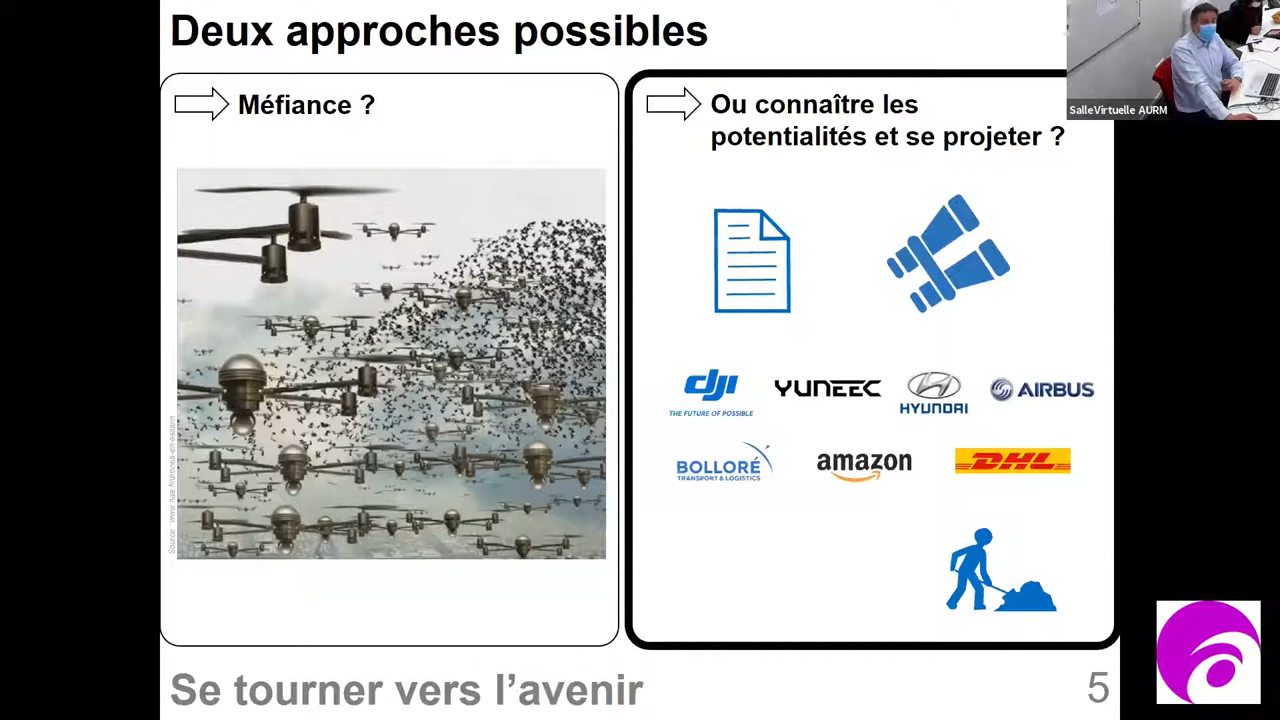 Deux approches possibles
Méfiance ?
Ou connaître les
potentialités et se projeter ?
SalleVirtuelle AURM
dji
THE FUTURE OF POSSIBLE
YUNEEC
HYUNDAI
AIRBUS
BOLLORÉ
TRANSPORT & LOGISTICS
amazon
DHL
Source :
Se tourner vers l’avenir
5